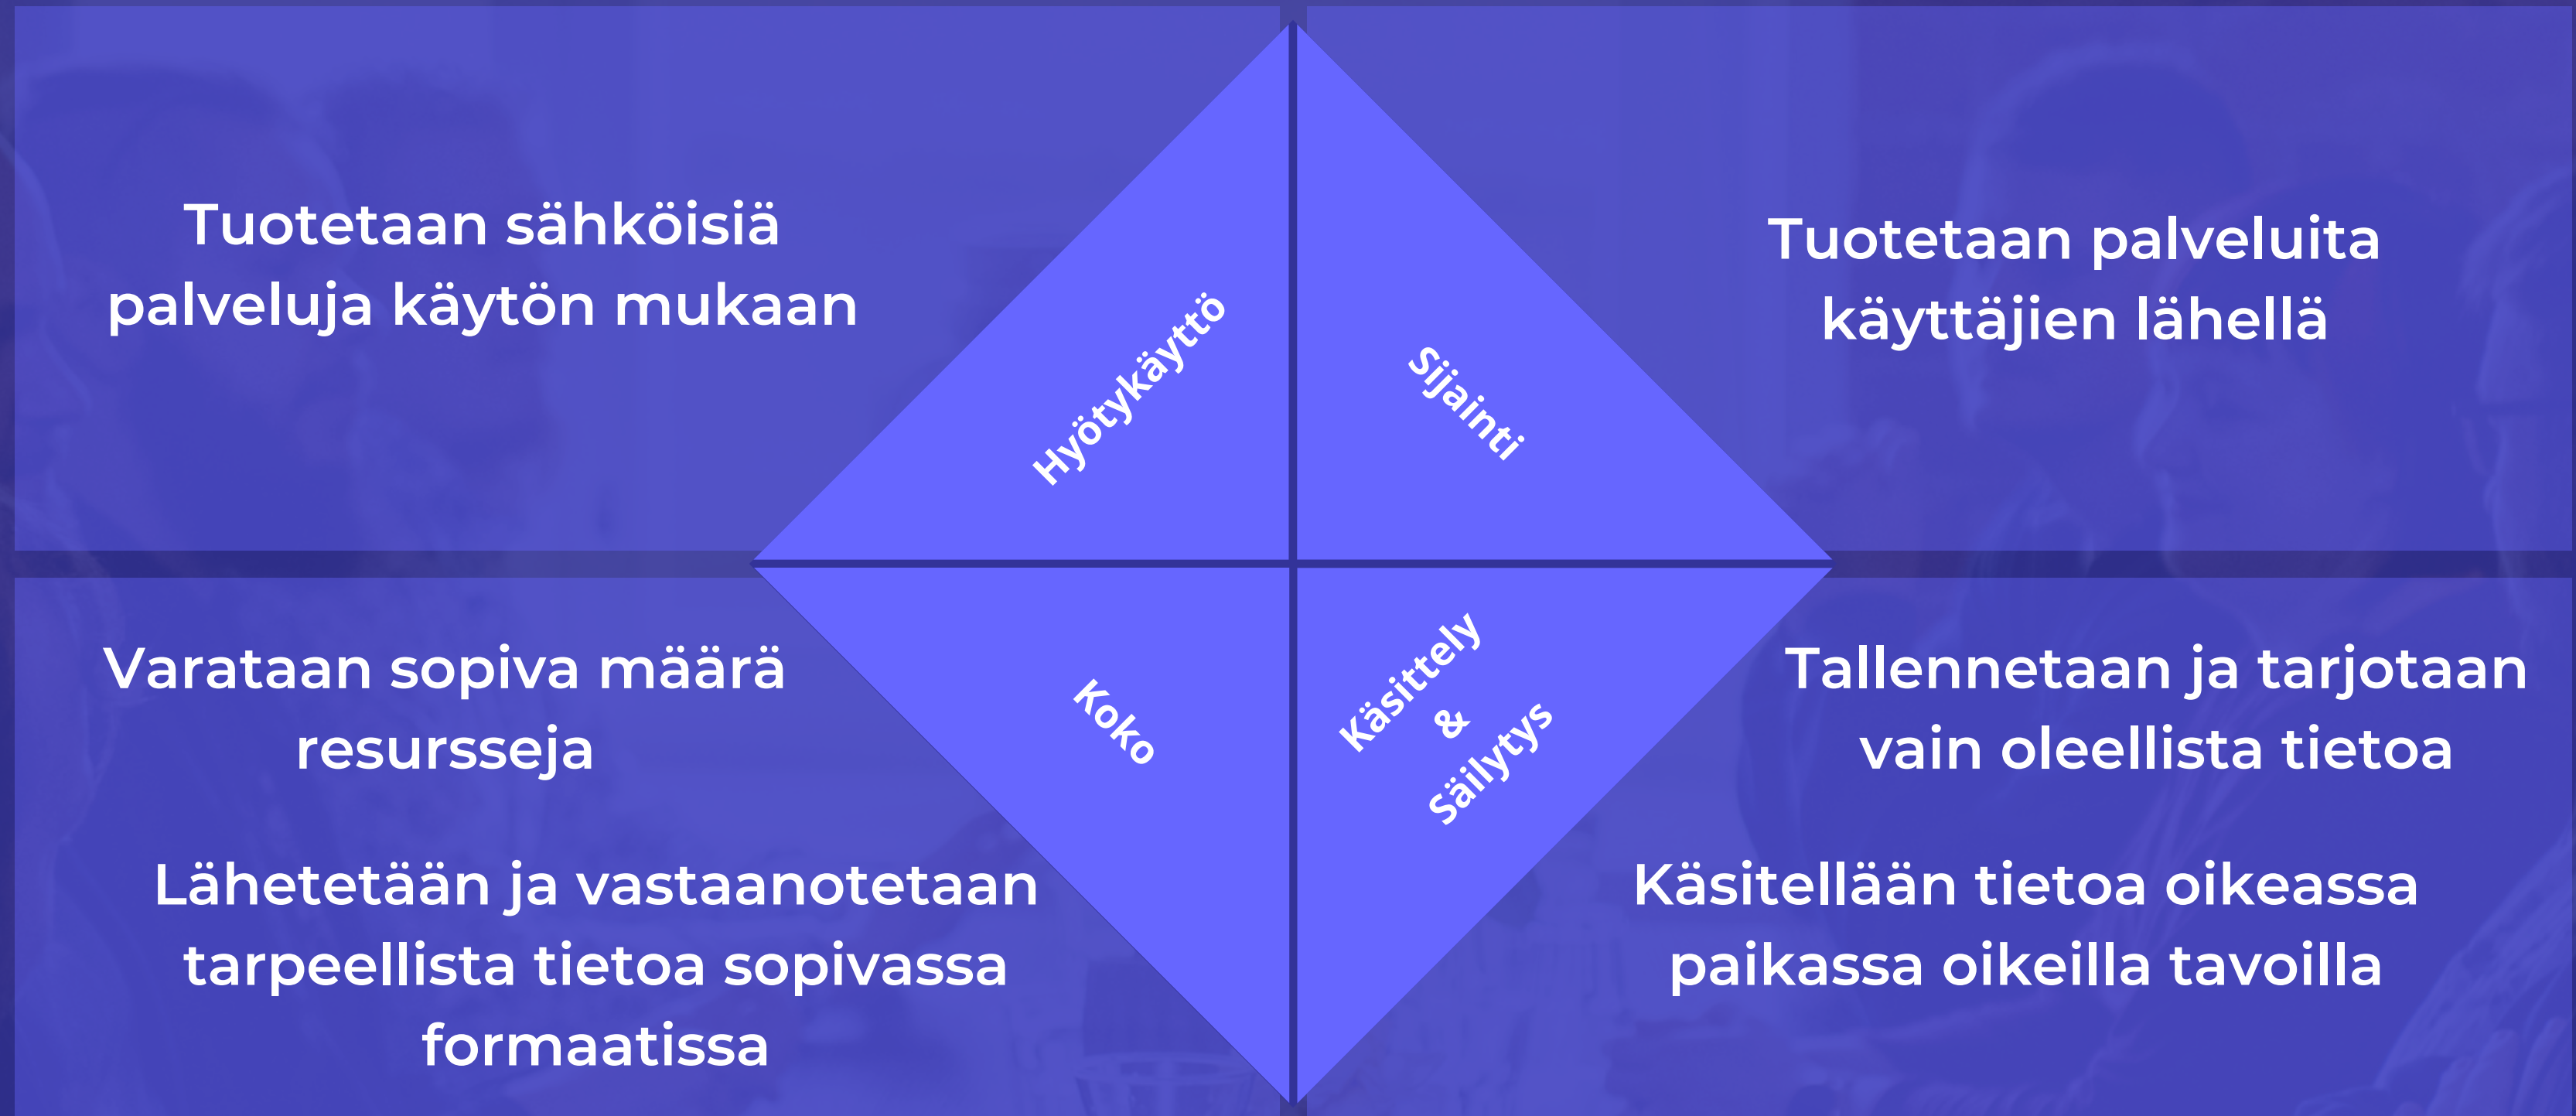 Tuotetaan sähköisiä
palveluja käytön mukaan
Hyötykäyttö
Sijainti
Tuotetaan palveluita
käyttäjien lähellä
Varataan sopiva määrä
resursseja
Lähetetään ja vastaanotetaan
tarpeellista tietoa sopivassa
formaatissa
Koko
Käsittely
&
Säilytys
Tallennetaan ja tarjotaan
vain oleellista tietoa
Käsitellään tietoa oikeassa
paikassa oikeilla tavoilla